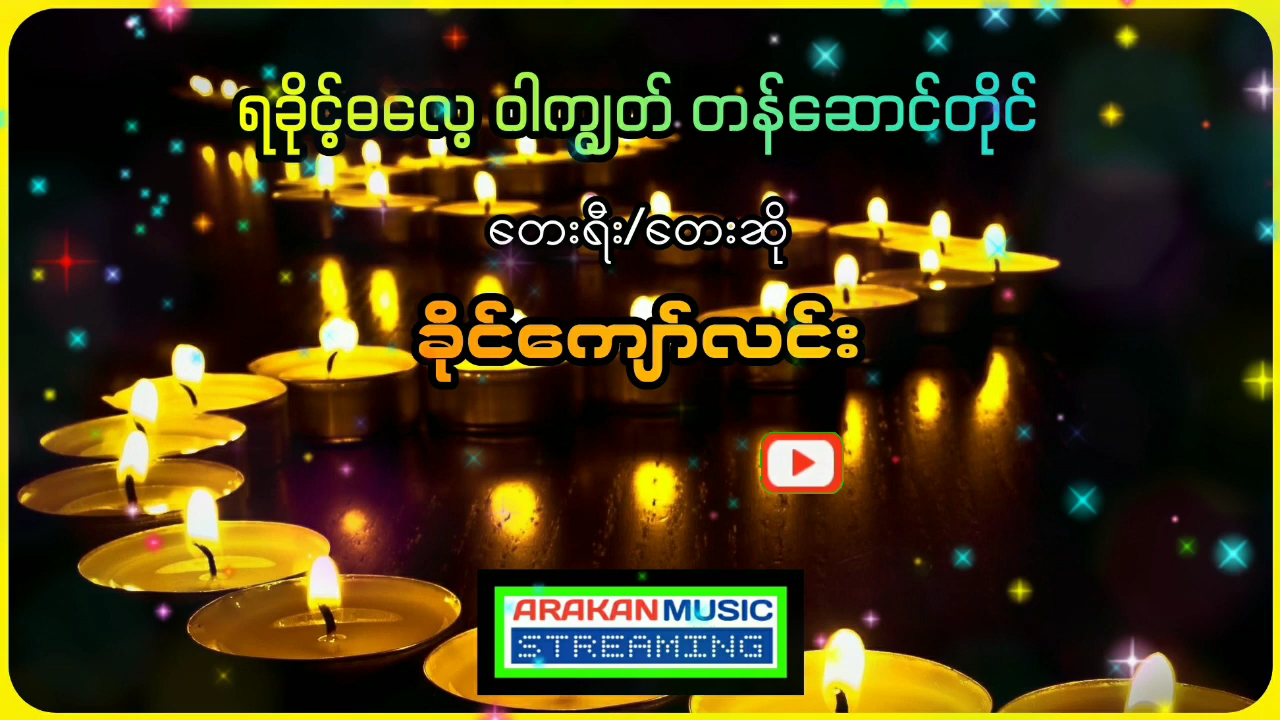 ရခိုင့်ဓလေ့ ဝါကျွတ် တန်ဆောင်တိုင်
တေးရီး/တေးဆို
ခိုင်ကျော်လင်း
ARAKAN MUSIC
STREAMING